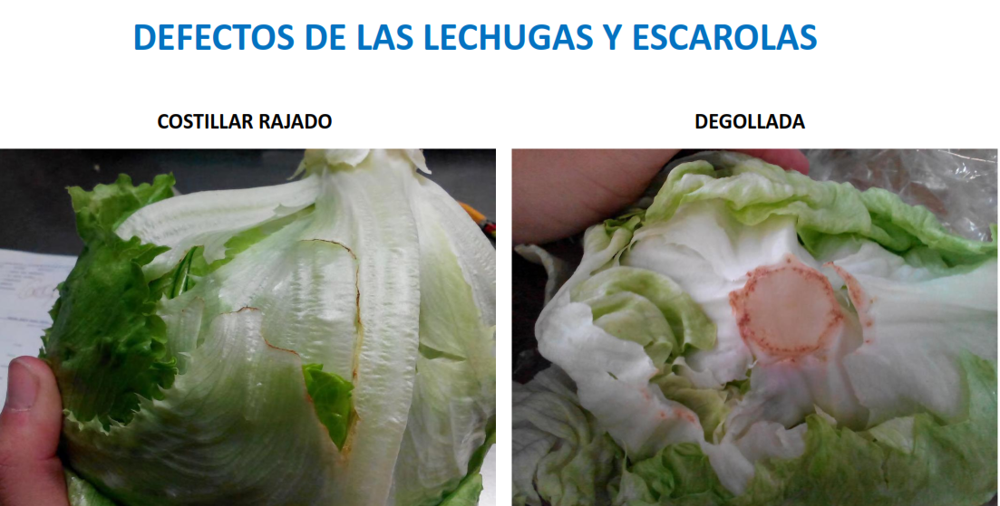 DEFECTOS DE LAS LECHUGAS Y ESCAROLAS
COSTILLAR RAJADO
DEGOLLADA